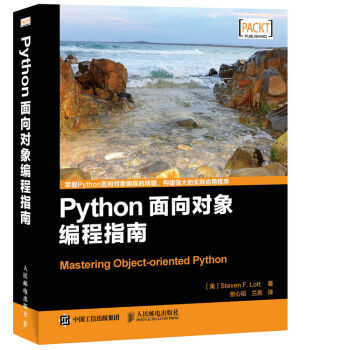 [PACKT]
PUBLISHING
掌握Python面向对象编程的精髓,构建强大的实际应用程序
Python 面向对象
编程指南
Mastering Object-oriented Python
[美] Steven F. Lott 著
张心韬 兰亮 译
中国工信出版集团
人民邮电出版社
Python 面向对象编程指南
人民邮电出版社